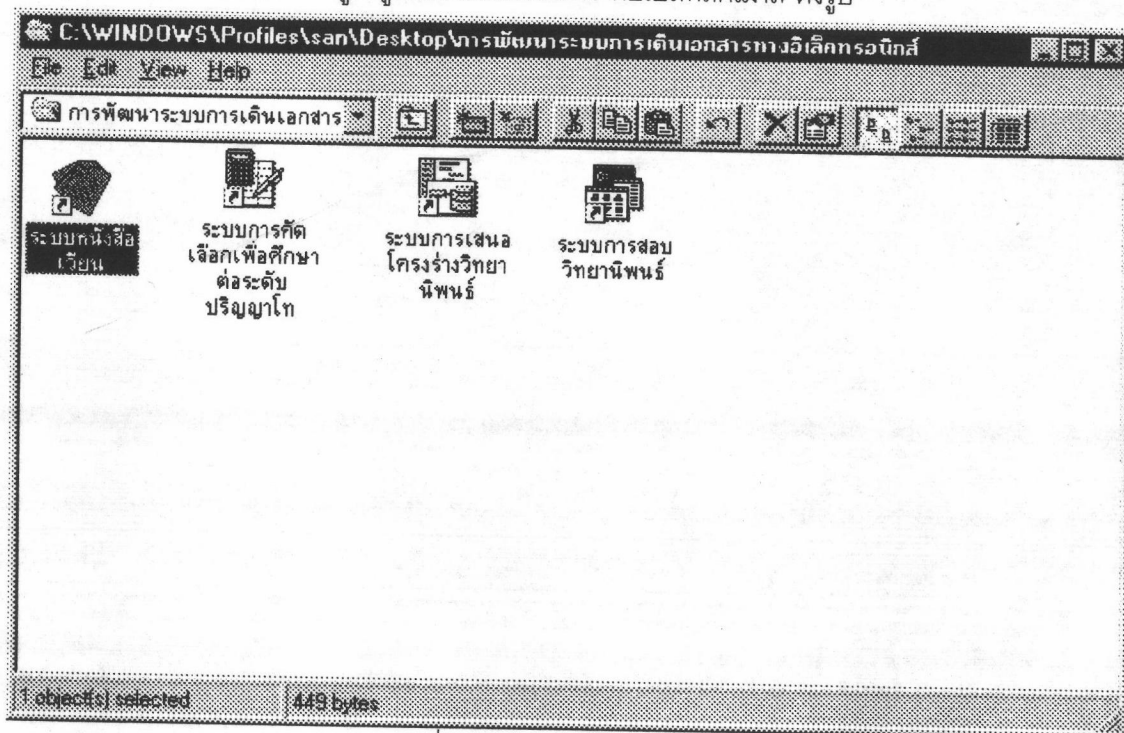 ดังรูป
C:\WINDOWS\Profiles\san\Desktop\การพัฒนาระบบการเดินเอกสารทางอิเล็คทรอนิกส์
File Edit View Help
การพัฒนาระบบการเดินเอกสาร
ระบบหนังสือ
เวียน
ระบบการคัด
เลือกเพื่อศึกษา
ต่อระดับ
ปริญญาโท
ระบบการเสนอ
โครงร่างวิทยา
นิพนธ์
ระบบการสอบ
วิทยานิพนธ์
1 object(s) selected
449 bytes